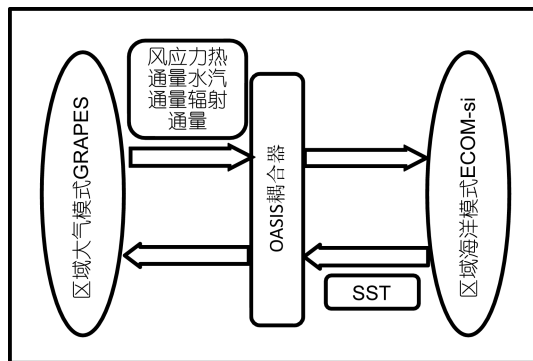 风应力热
通量水汽
通量辐射
通量
区域大气模式GRAPES
OASIS耦合器
区域海洋模式ECOM-si
SST